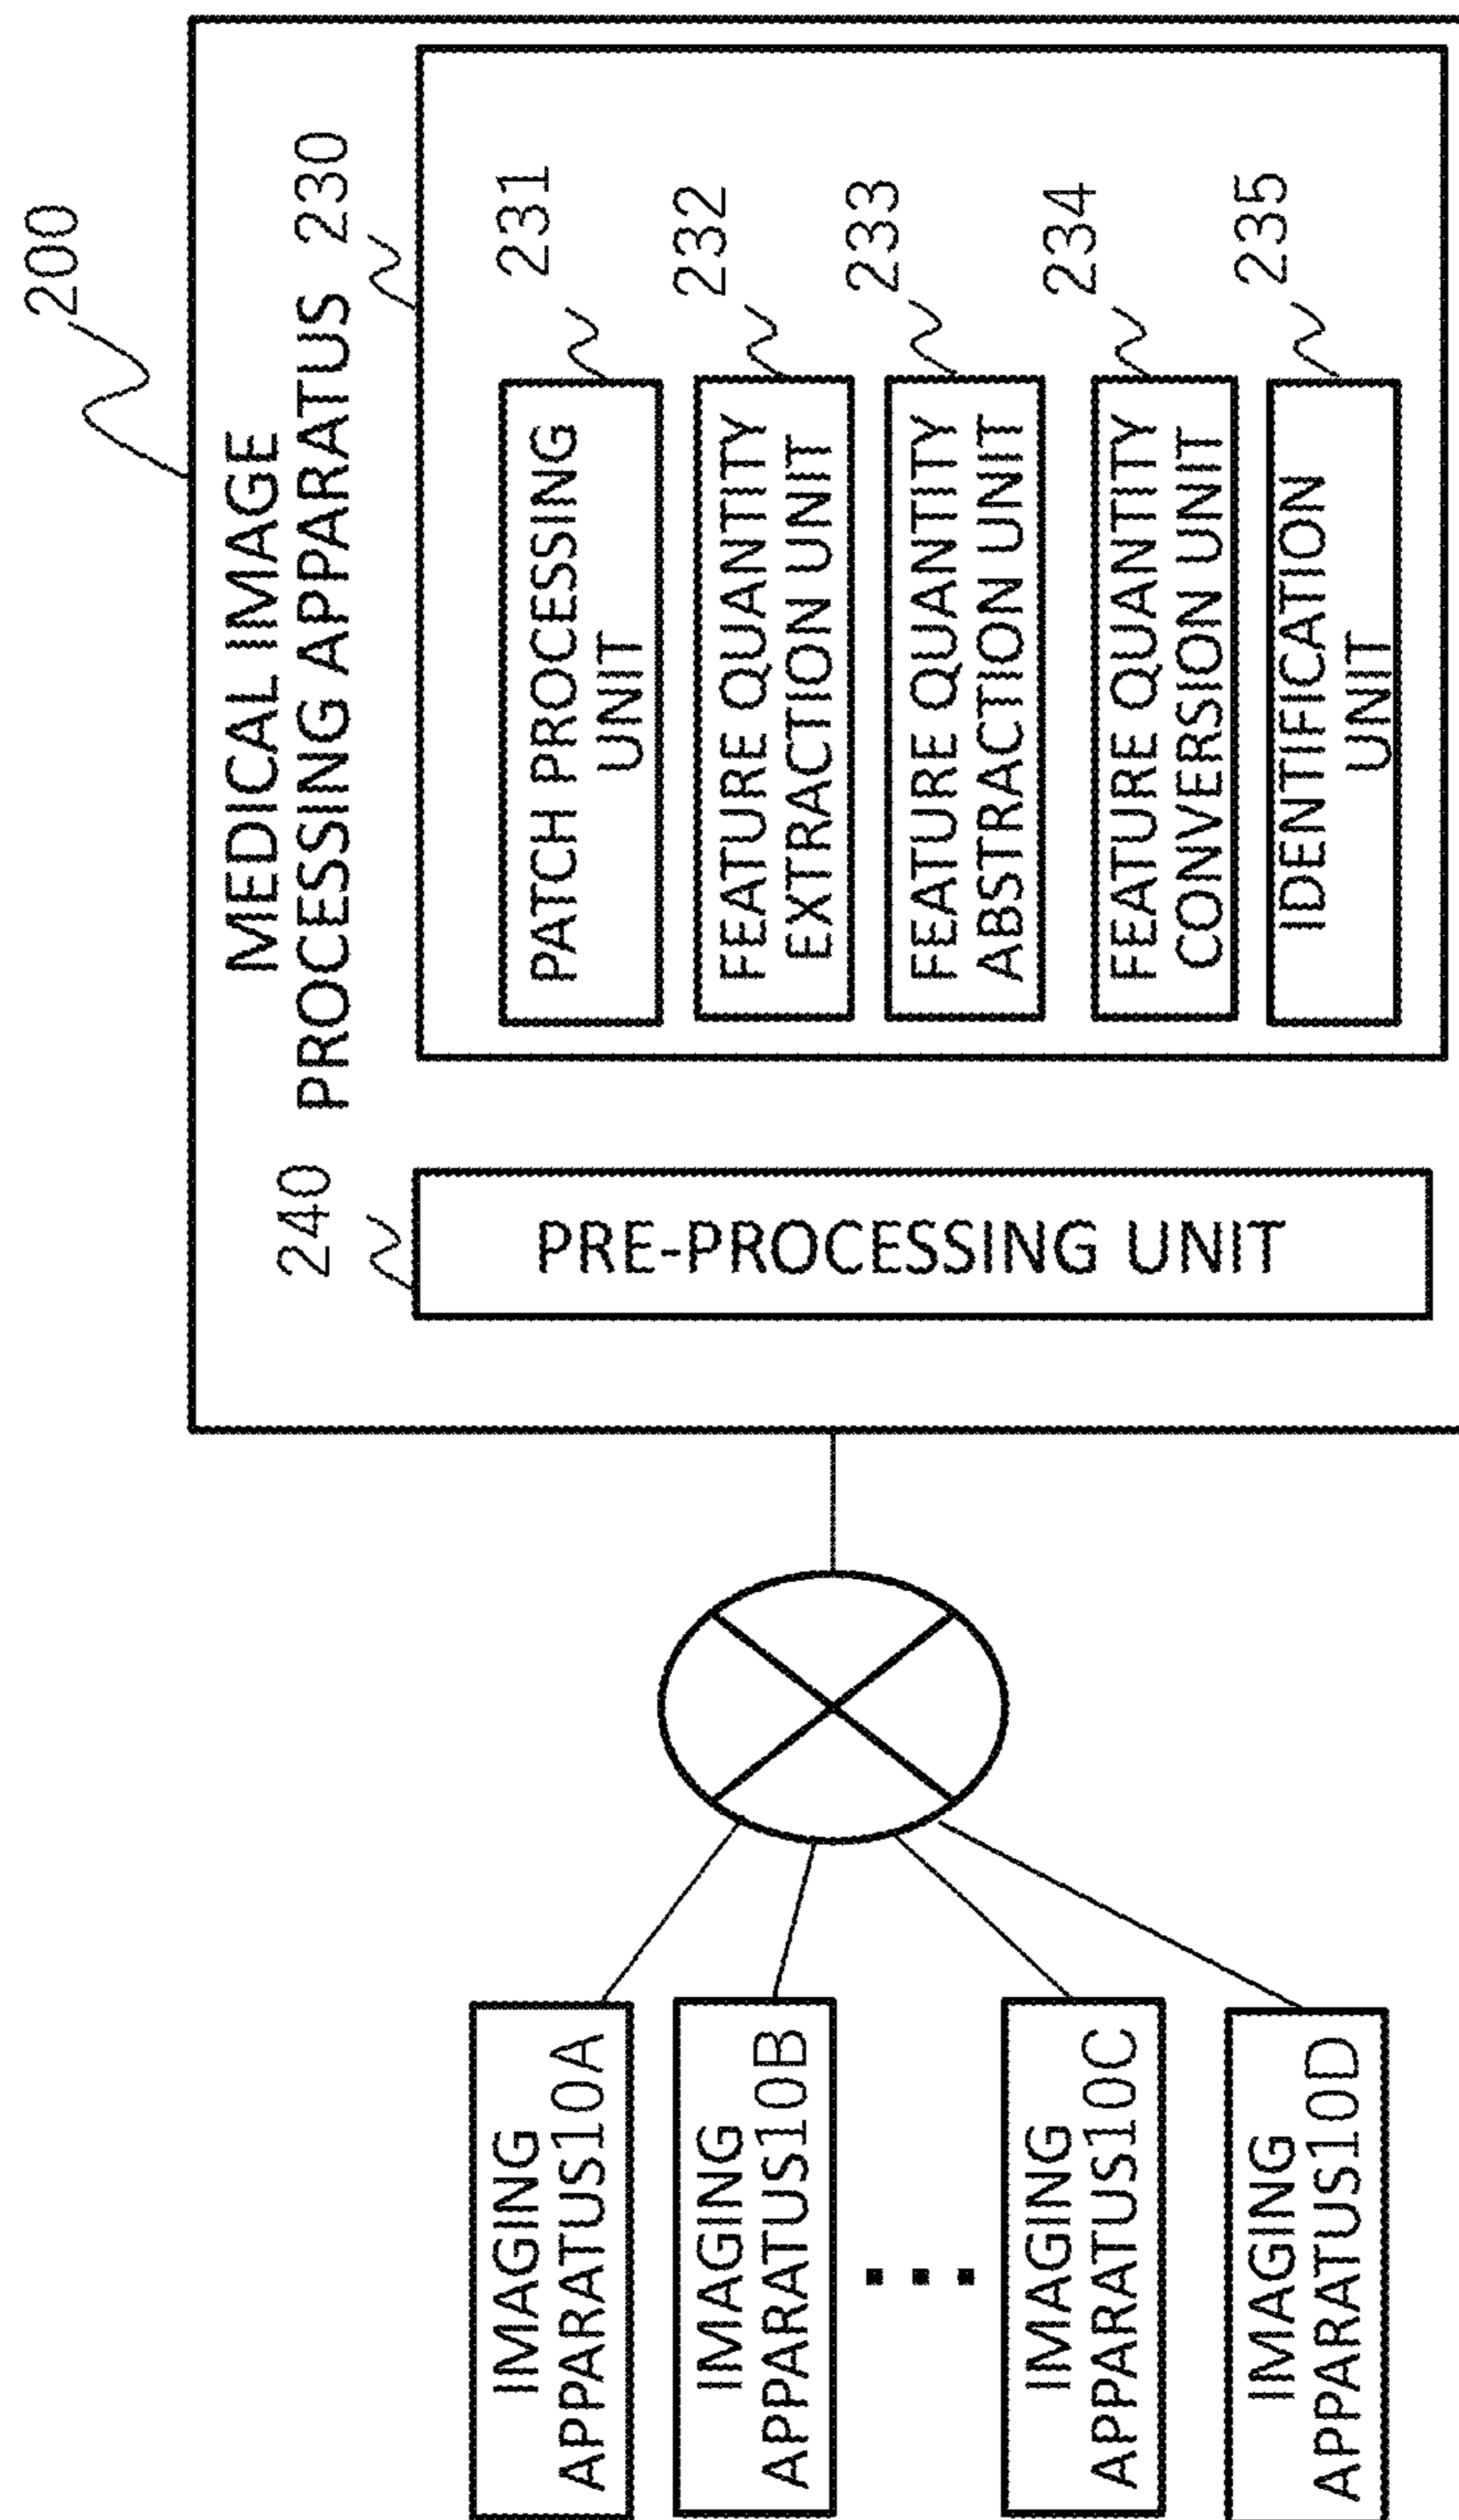 200
MEDICAL IMAGE
PROCESSING APPARATUS
240
230
PRE-PROCESSING UNIT
231
PATCH PROCESSING
UNIT
232
FEATURE QUANTITY
EXTRACTION UNIT
233
FEATURE QUANTITY
ABSTRACTION UNIT
234
FEATURE QUANTITY
CONVERSION UNIT
235
IDENTIFICATION
UNIT
IMAGING
APPARATUS10A
IMAGING
APPARATUS10B
IMAGING
APPARATUS10C
IMAGING
APPARATUS10D